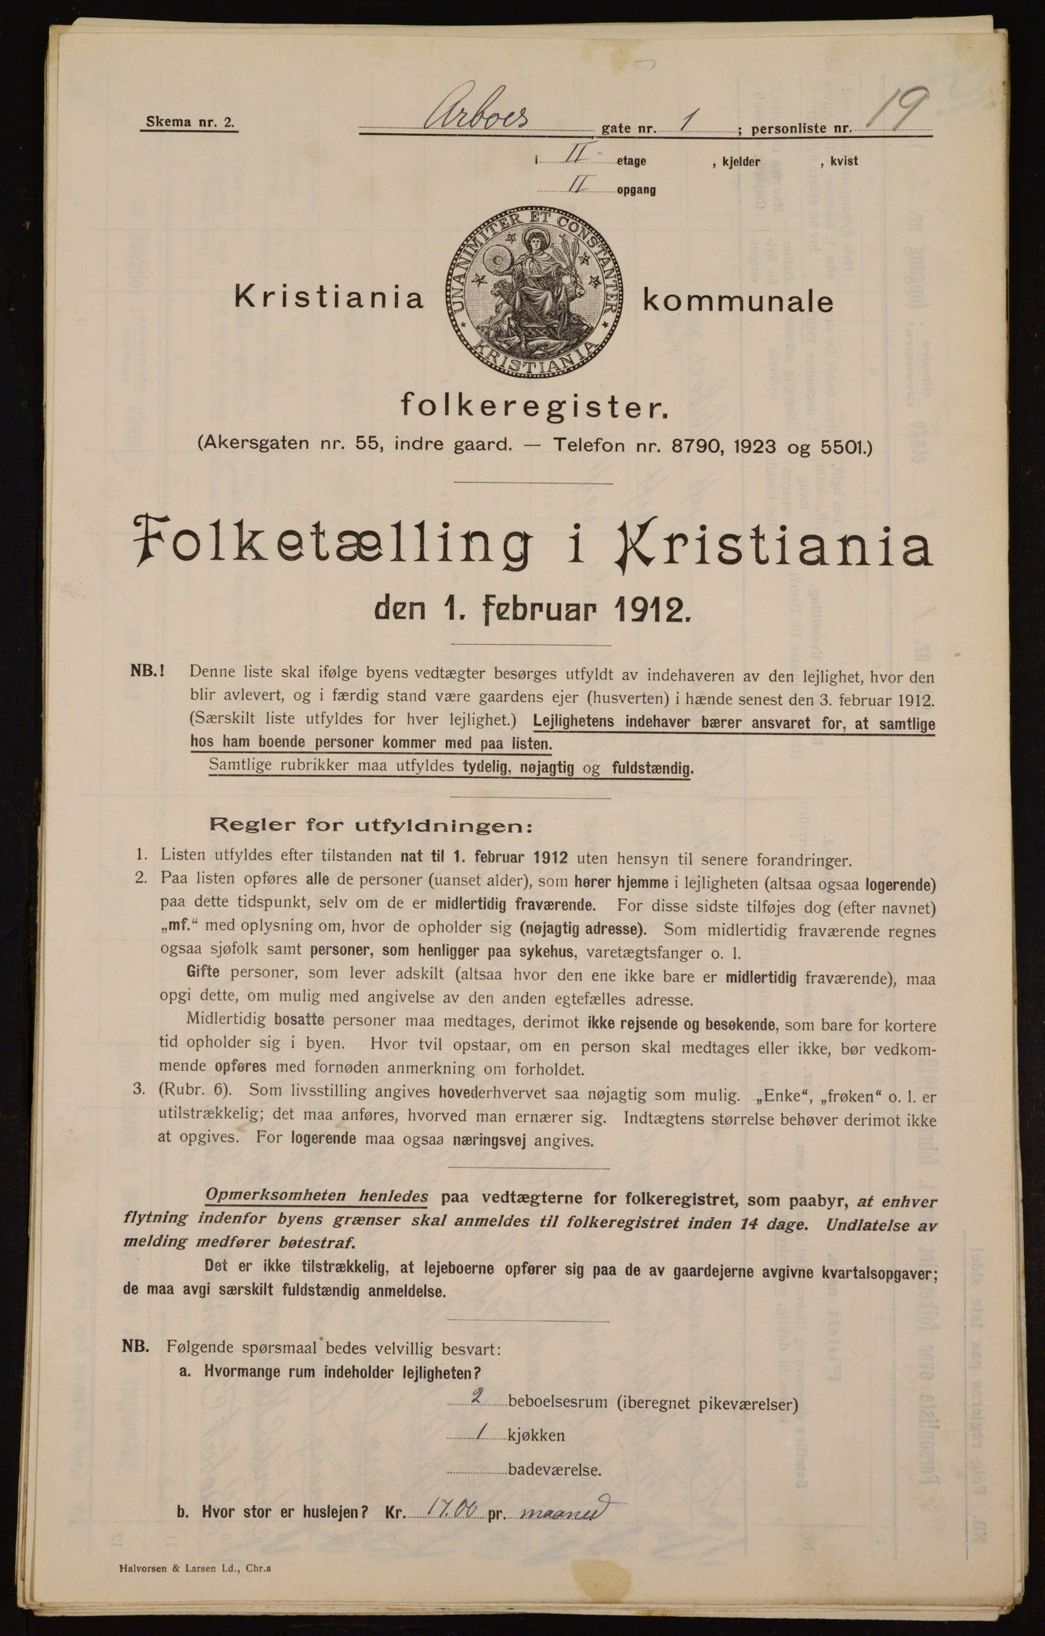 Skema nr. 2.
Arboes gate nr. 1 ; personliste nr. 19
i II etage , kjelder , kvist
II opgang
UNANIMITER ET CONSTANTER
KRISTIANIA
Kristiania kommunale
folkeregister.
(Akersgaten nr. 55, indre gaard. — Telefon nr. 8790, 1923 og 5501.)
Folketælling i Kristiania
den 1. februar 1912.
NB.! Denne liste skal ifølge byens vedtægter besørges utfyldt av indehaveren av den lejlighet, hvor den
blir avlevert, og i færdig stand være gaardens ejer (husverten) i hænde senest den 3. februar 1912.
(Særskilt liste utfyldes for hver lejlighet.) Lejlighetens indehaver bærer ansvaret for, at samtlige
hos ham boende personer kommer med paa listen.
Samtlige rubrikker maa utfyldes tydelig, nøjagtig og fuldstændig.
Regler for utfyldningen:
1. Listen utfyldes efter tilstanden nat til 1. februar 1912 uten hensyn til senere forandringer.
2. Paa listen opføres alle de personer (uanset alder), som hører hjemme i lejligheten (altsaa ogsaa logerende)
paa dette tidspunkt, selv om de er midlertidig fraværende. For disse sidste tilføjes dog (efter navnet)
„mf.“ med oplysning om, hvor de opholder sig (nøjagtig adresse). Som midlertidig fraværende regnes
ogsaa sjøfolk samt personer, som henligger paa sykehus, varetægtsfanger o. l.
Gifte personer, som lever adskilt (altsaa hvor den ene ikke bare er midlertidig fraværende), maa
opgi dette, om mulig med angivelse av den anden egtefælles adresse.
Midlertidig bosatte personer maa medtages, derimot ikke rejsende og besøkende, som bare for kortere
tid opholder sig i byen. Hvor tvil opstaar, om en person skal medtages eller ikke, bør vedkom-
mende opføres med fornøden anmerkning om forholdet.
3. (Rubr. 6). Som livsstilling angives hovederhvervet saa nøjagtig som mulig. „Enke“, „frøken“ o. l. er
utilstrækkelig; det maa anføres, hvorved man ernærer sig. Indtægtens størrelse behøver derimot ikke
at opgives. For logerende maa ogsaa næringsvej angives.
Opmerksomheten henledes paa vedtægterne for folkeregistret, som paabyr, at enhver
flytning indenfor byens grænser skal anmeldes til folkeregistret inden 14 dage. Undlatelse av
melding medfører bøtestraf.
Det er ikke tilstrækkelig, at lejeboerne opfører sig paa de av gaardejerne avgivne kvartalsopgaver;
de maa avgi særskilt fuldstændig anmeldelse.
NB. Følgende spørsmaal bedes velvillig besvart:
a. Hvormange rum indeholder lejligheten?
2 beboelsesrum (iberegnet pikeværelser)
1 kjøkken
badeværelse.
b. Hvor stor er huslejen? Kr. 17.00 pr. maaned
Halvorsen & Larsen Ld., Chr.a